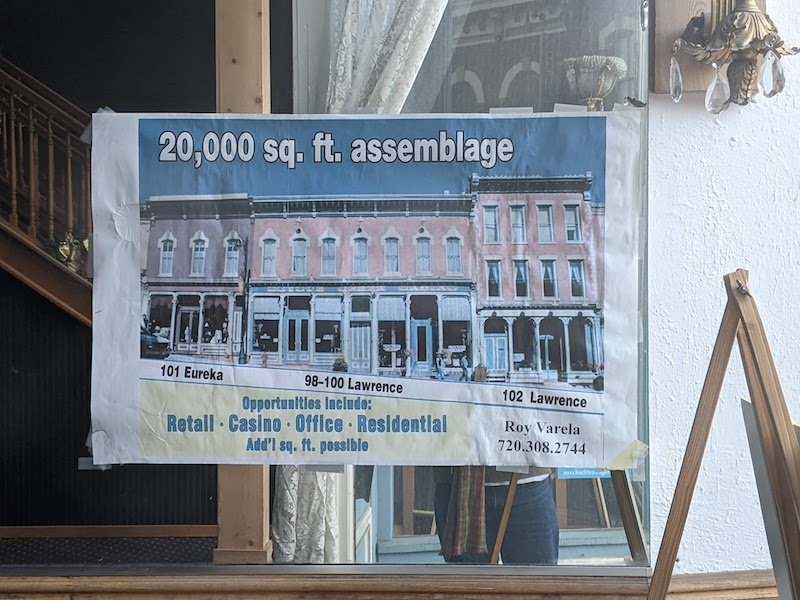 20,000 sq. ft. assemblage
101 Eureka
98-100 Lawrence
102 Lawrence
Opportunities Include:
Retail · Casino · Office · Residential
Add'l sq. ft. possible
Roy Varela
720.308.2744